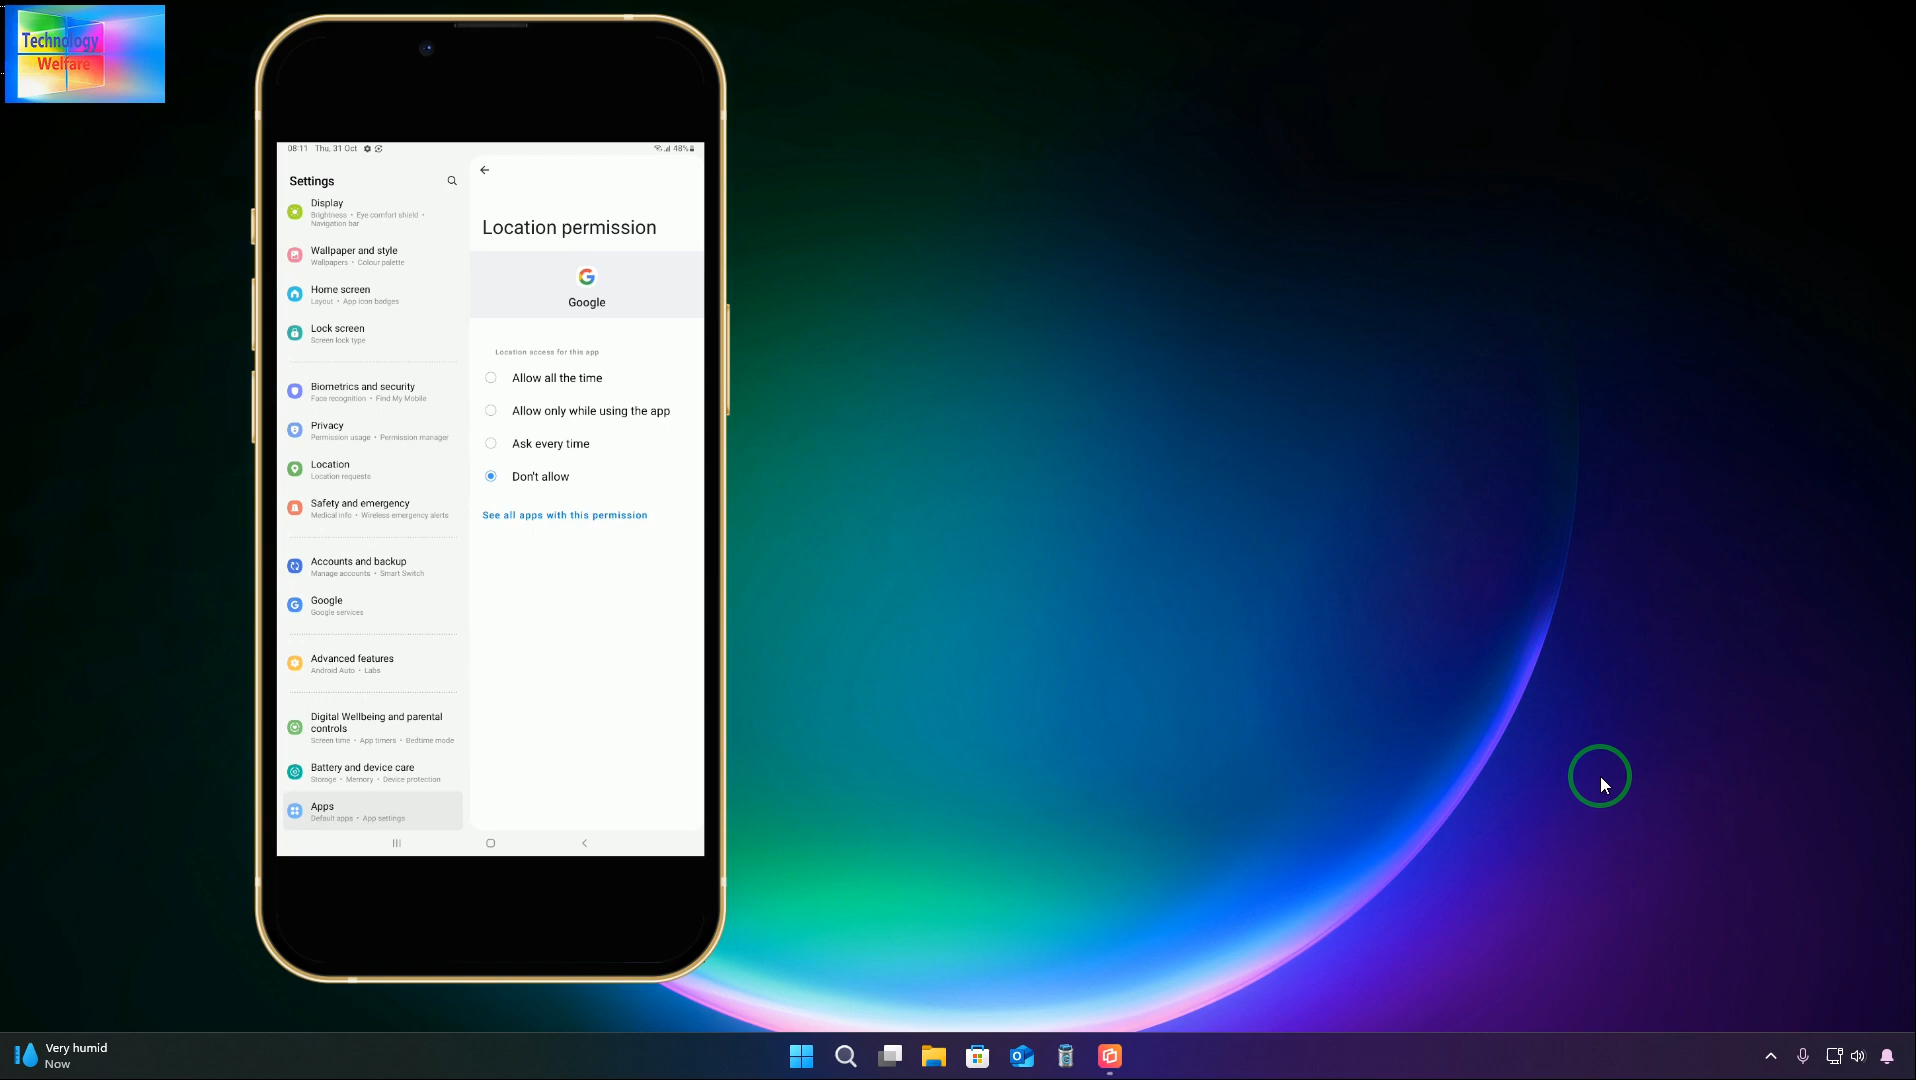 Technology
Welfare
08:11 Thu, 31 Oct
48%
Settings
Display
Brightness • Eye comfort shield •
Navigation bar
Wallpaper and style
Wallpapers • Colour palette
Home screen
Layout • App icon badges
Lock screen
Screen lock type
Biometrics and security
Face recognition • Find My Mobile
Privacy
Permission usage • Permission manager
Location
Location requests
Safety and emergency
Medical info • Wireless emergency alerts
Accounts and backup
Manage accounts • Smart Switch
Google
Google services
Advanced features
Android Auto • Labs
Digital Wellbeing and parental
controls
Screen time • App timers • Bedtime mode
Battery and device care
Storage • Memory • Device protection
Apps
Default apps • App settings
Location permission
Google
Location access for this app
Allow all the time
Allow only while using the app
Ask every time
Don't allow
See all apps with this permission
Very humid
Now